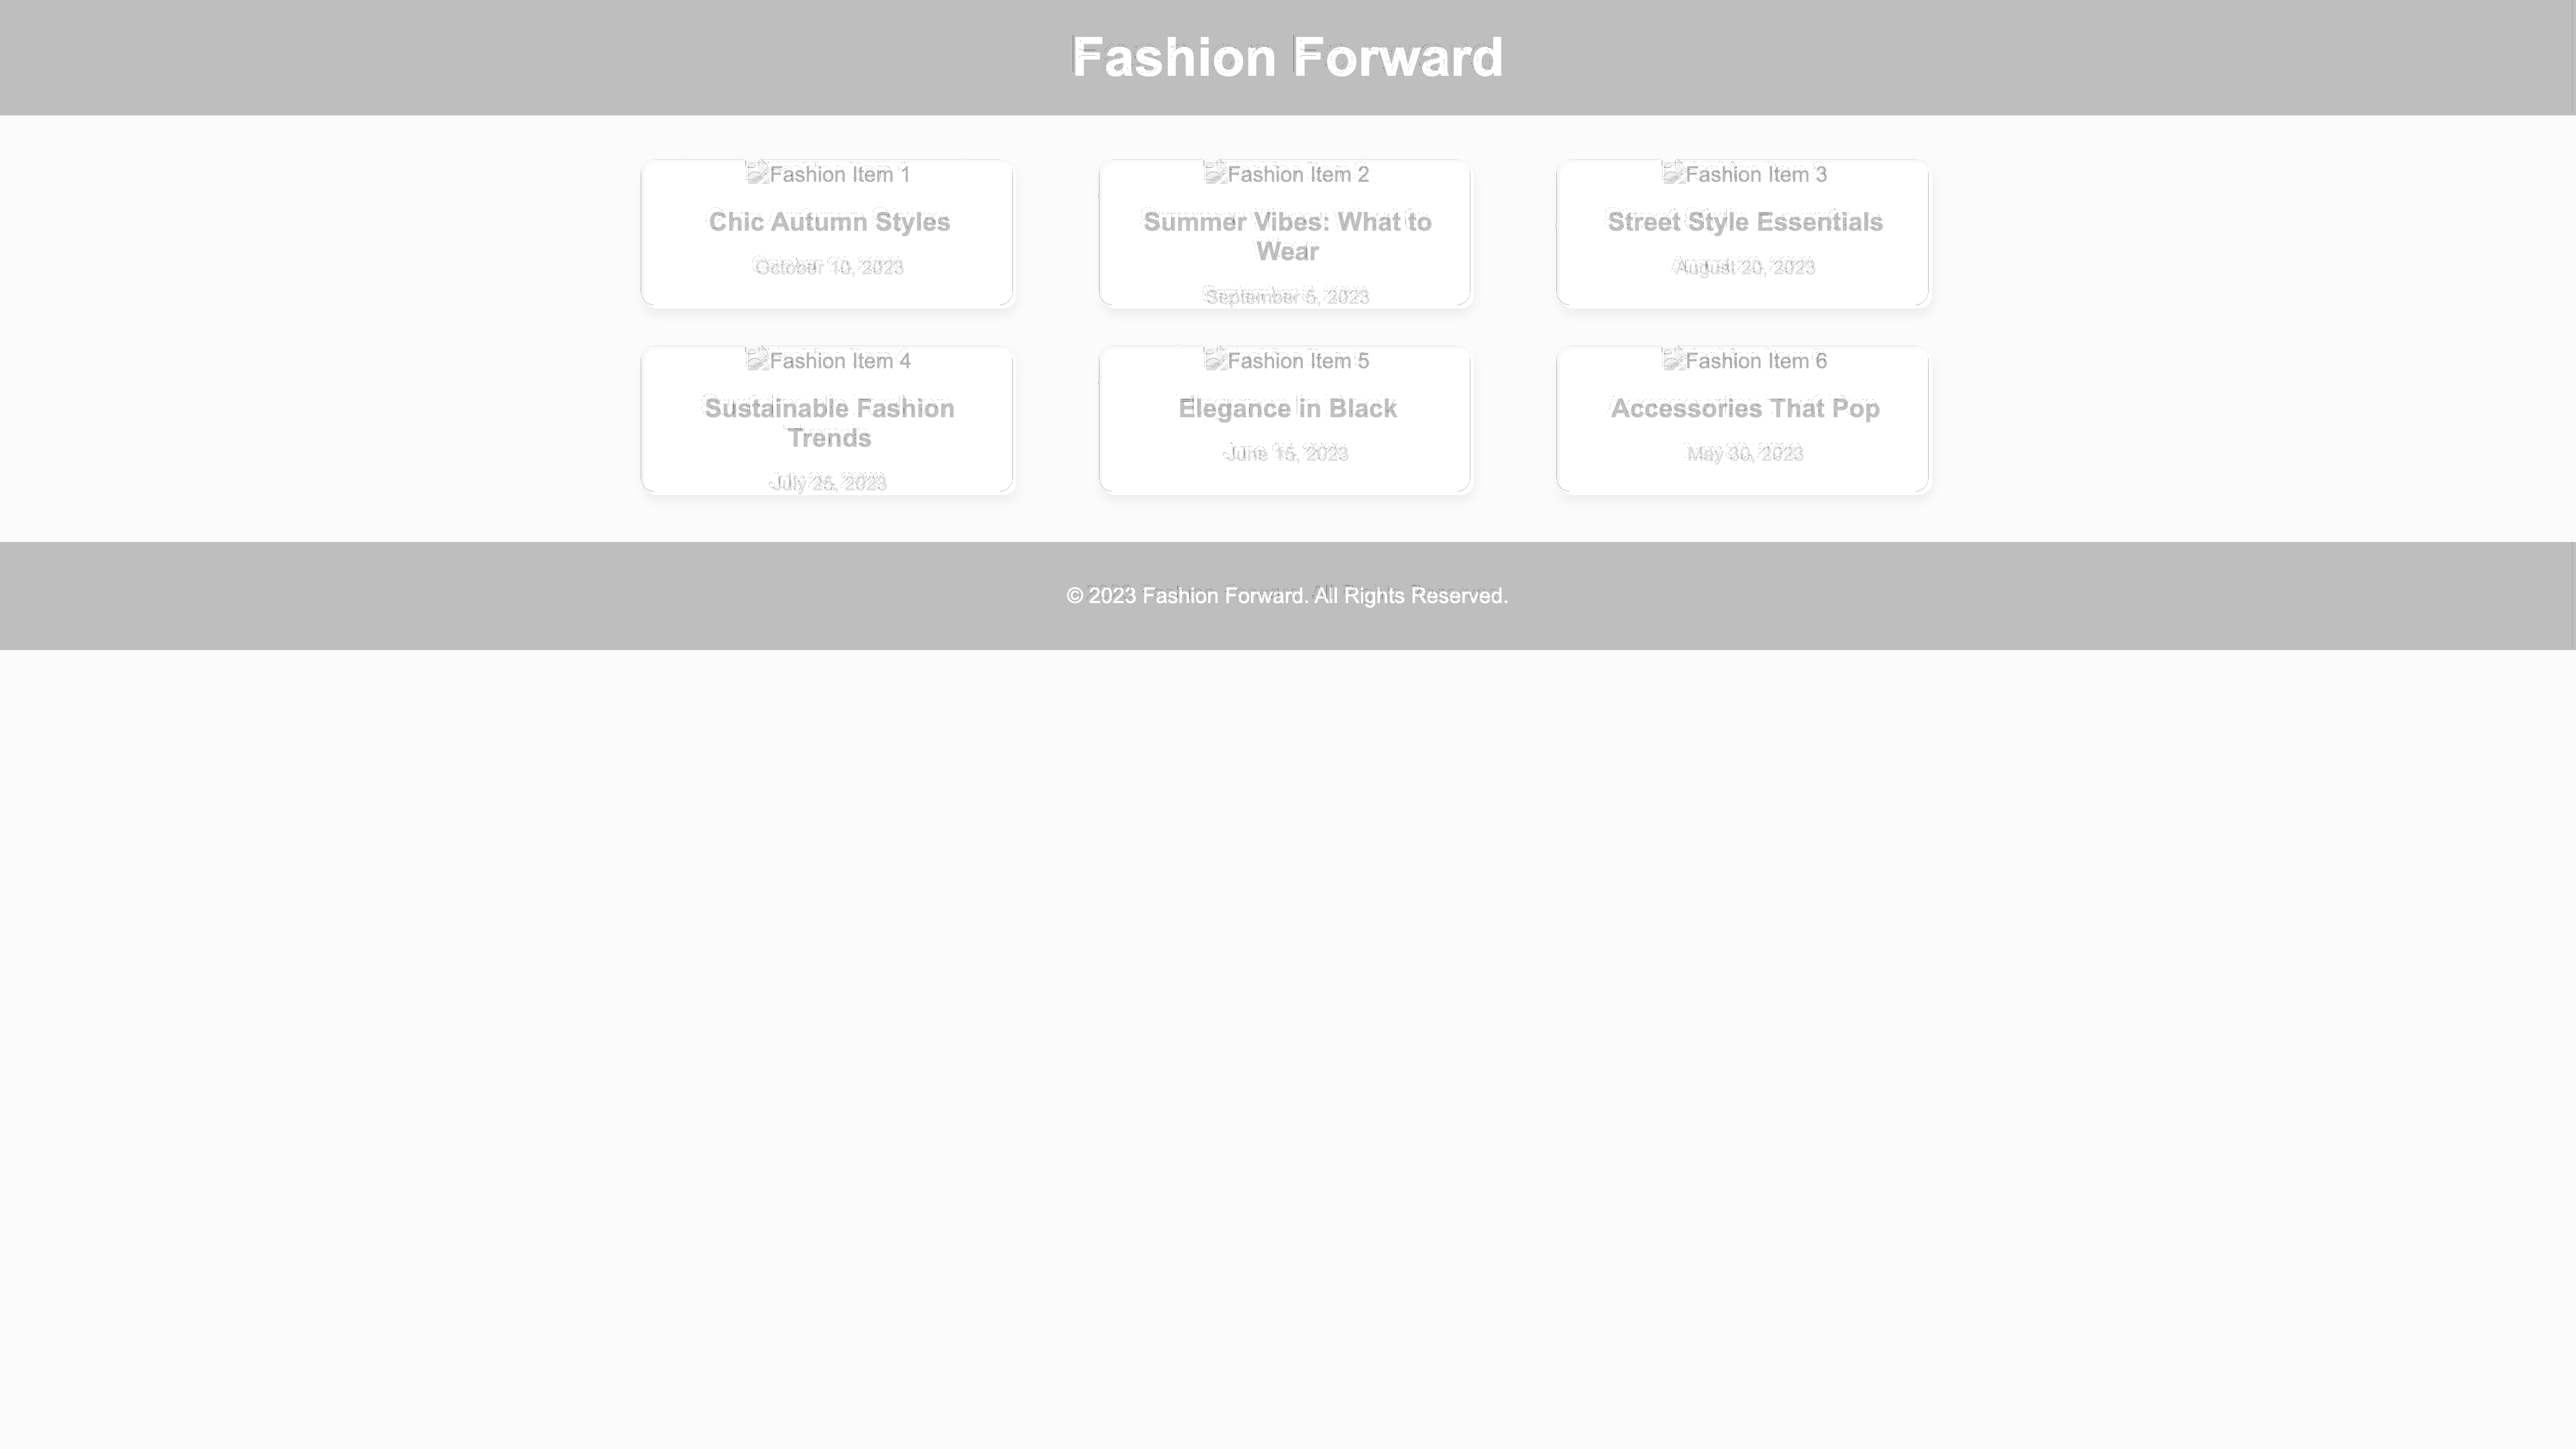 Fashion Forward
Fashion Item 1
Chic Autumn Styles
October 10, 2023
Fashion Item 2
Summer Vibes: What to
Wear
September 5, 2023
Fashion Item 3
Street Style Essentials
August 20, 2023
Fashion Item 4
Sustainable Fashion
Trends
July 25, 2023
Fashion Item 5
Elegance in Black
June 15, 2023
Fashion Item 6
Accessories That Pop
May 30, 2023
© 2023 Fashion Forward. All Rights Reserved.